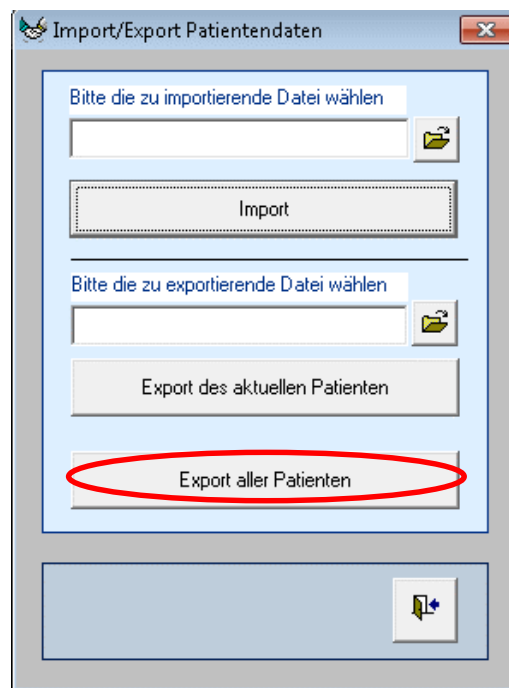 Import/Export Patientendaten
Bitte die zu importierende Datei wählen
Import
Bitte die zu exportierende Datei wählen
Export des aktuellen Patienten
Export aller Patienten